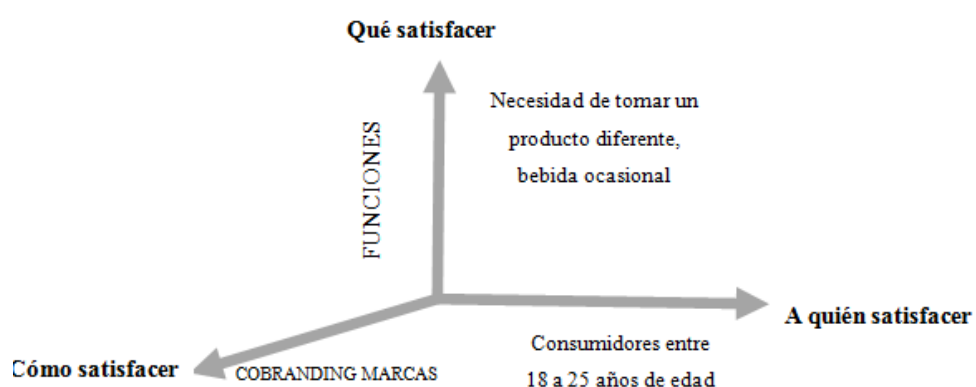 Qué satisfacer
FUNCIONES
Necesidad de tomar un
producto diferente,
bebida ocasional
A quién satisfacer
Consumidores entre
18 a 25 años de edad
Cómo satisfacer
COBRANDING MARCAS